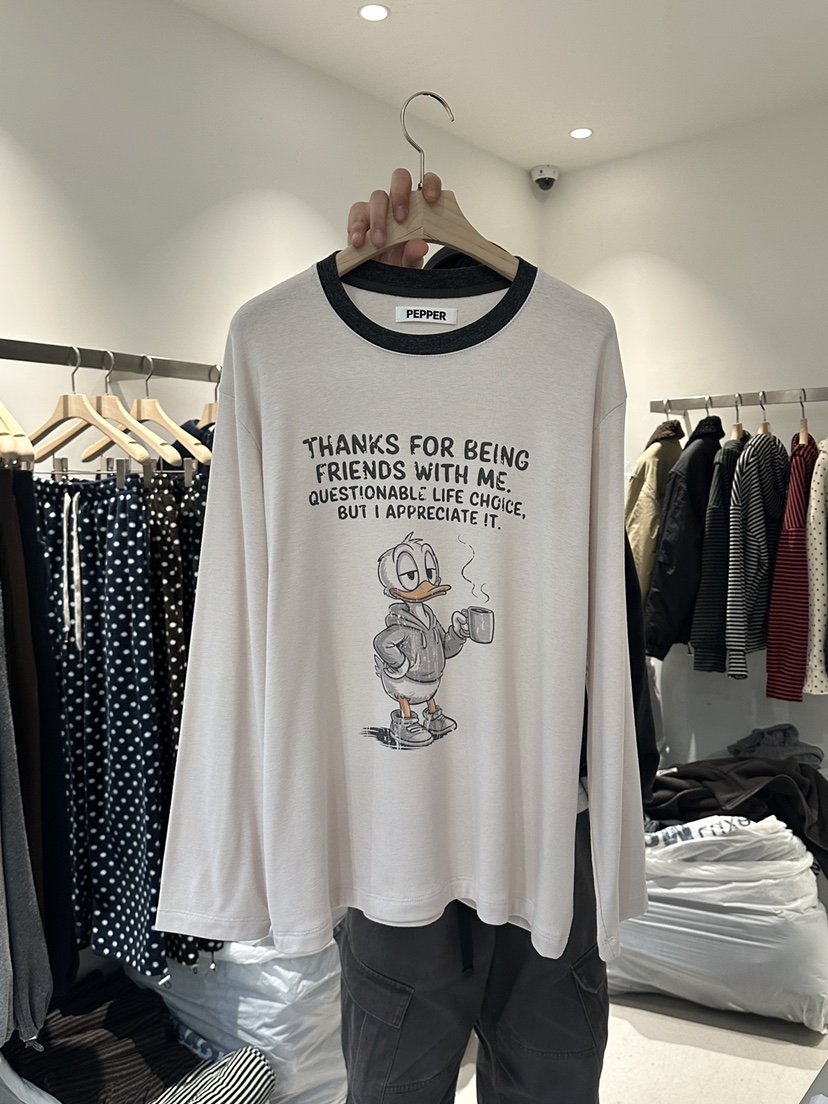 PEPPER
THANKS FOR BEING
FRIENDS WITH ME.
QUESTIONABLE LIFE CHOICE,
BUT I APPRECIATE IT.